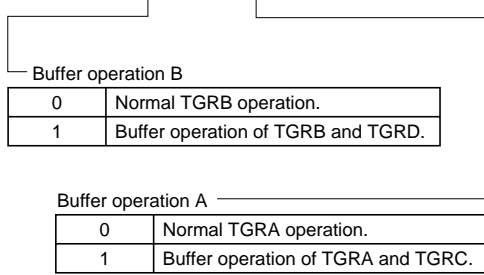 Buffer operation B
0 Normal TGRB operation.
1 Buffer operation of TGRB and TGRD.
Buffer operation A
0 Normal TGRA operation.
1 Buffer operation of TGRA and TGRC.